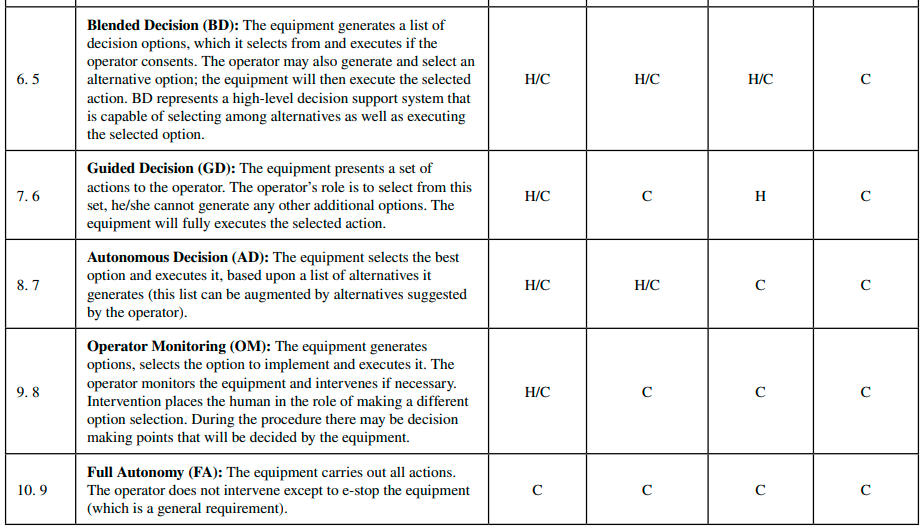 Blended Decision (BD): The equipment generates a list of
decision options, which it selects from and executes if the
operator consents. The operator may also generate and select an
6. 5 alternative option; the equipment will then execute the selected H/C H/C H/C C
action. BD represents a high-level decision support system that
is capable of selecting among alternatives as well as executing
the selected option.
Guided Decision (GD): The equipment presents a set of
actions to the operator. The operator's role is to select from this
7. 6 set, he/she cannot generate any other additional options. The H/C C H C
equipment will fully executes the selected action.
Autonomous Decision (AD): The equipment selects the best
option and executes it, based upon a list of alternatives it
8. 7 generates (this list can be augmented by alternatives suggested H/C H/C C C
by the operator).
Operator Monitoring (OM): The equipment generates
options, selects the option to implement and executes it. The
operator monitors the equipment and intervenes if necessary.
9. 8 Intervention places the human in the role of making a different H/C C C C
option selection. During the procedure there may be decision
making points that will be decided by the equipment.
Full Autonomy (FA): The equipment carries out all actions.
10. 9 The operator does not intervene except to e-stop the equipment C C C C
(which is a general requirement).